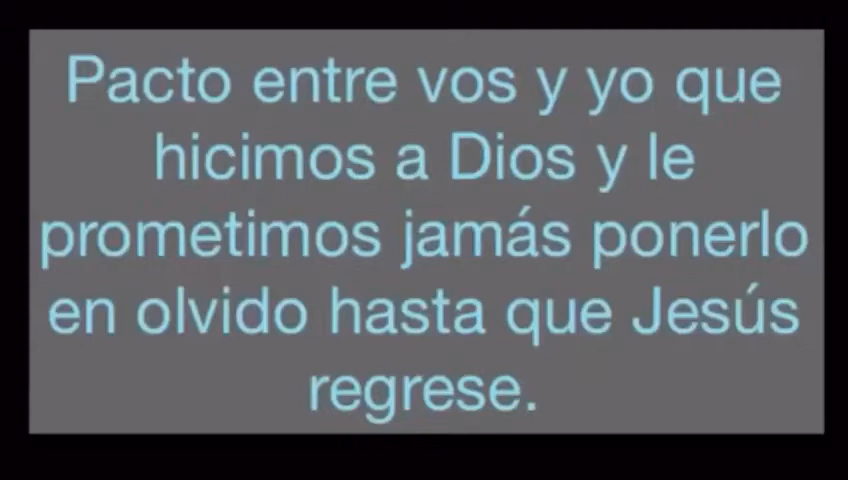 Pacto entre vos y yo que
hicimos a Dios y le
prometimos jamás ponerlo
en olvido hasta que Jesús
regrese.